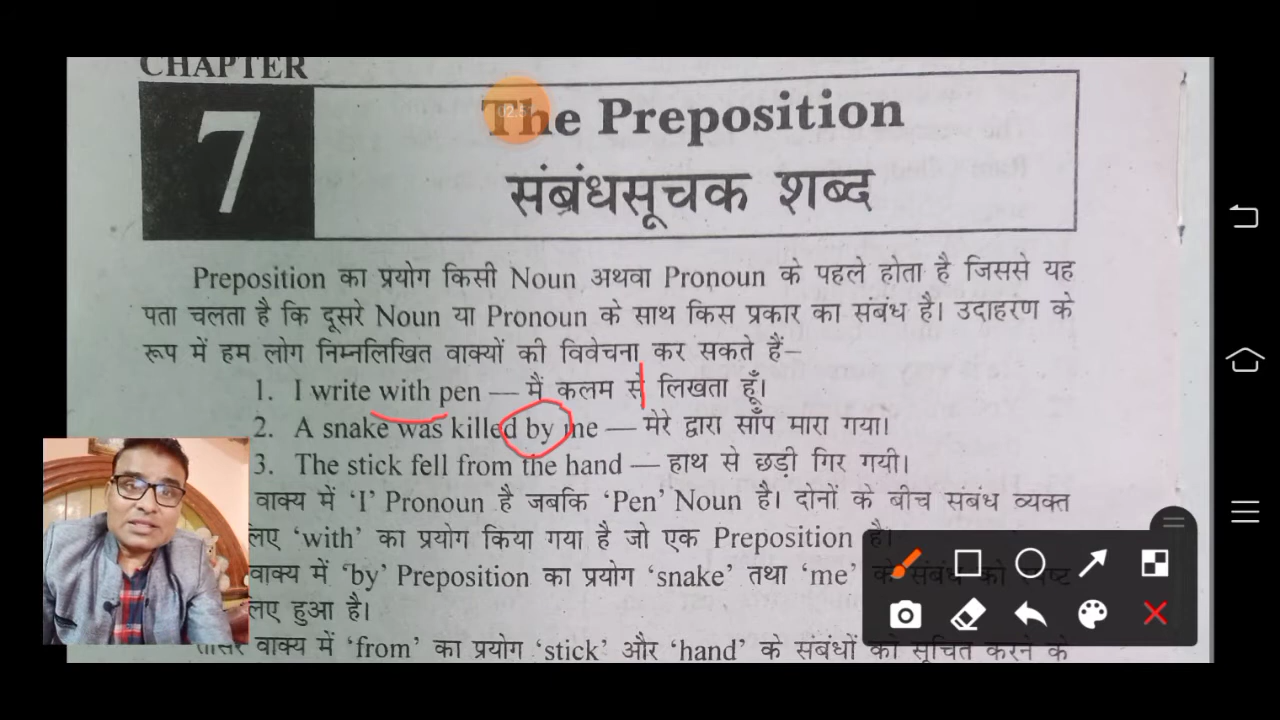 CHAPTER
7
The Preposition
02:51
संबंधसूचक शब्द
Preposition का प्रयोग किसी Noun अथवा Pronoun के पहले होता है जिससे यह
पता चलता है कि दूसरे Noun या Pronoun के साथ किस प्रकार का संबंध है। उदाहरण के
रूप में हम लोग निम्नलिखित वाक्यों की विवेचना कर सकते हैं–
1. I write with pen — मैं कलम से लिखता हूँ।
2. A snake was killed by me — मेरे द्वारा साँप मारा गया।
3. The stick fell from the hand — हाथ से छड़ी गिर गयी।
वाक्य में ‘I’ Pronoun है जबकि ‘Pen’ Noun है। दोनों के बीच संबंध व्यक्त
लिए ‘with’ का प्रयोग किया गया है जो एक Preposition है।
वाक्य में ‘by’ Preposition का प्रयोग ‘snake’ तथा ‘me’ के संबंध को स्पष्ट
लिए हुआ है।
वाक्य में ‘from’ का प्रयोग ‘stick’ और ‘hand’ के संबंधों को सूचित करने के